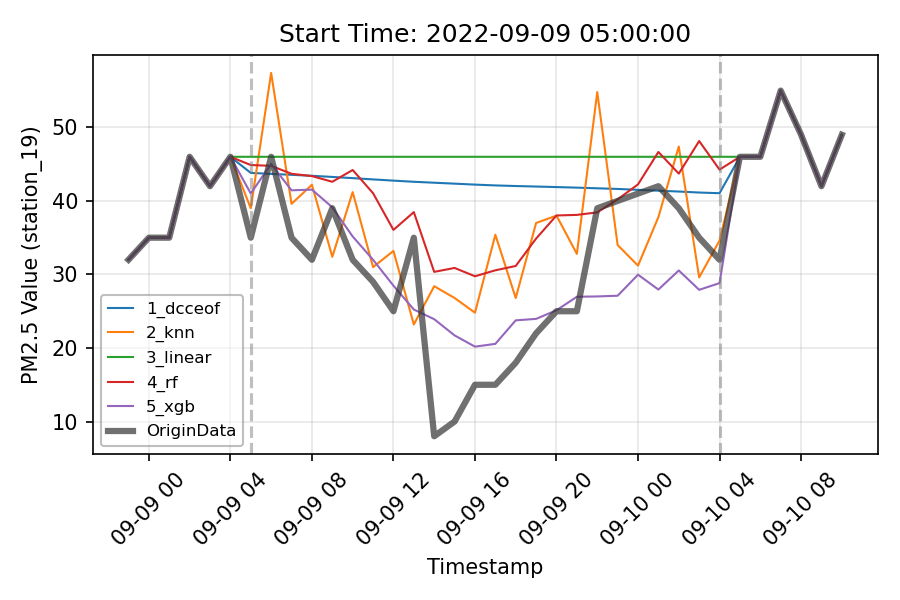 Start Time: 2022-09-09 05:00:00
PM2.5 Value (station_19)
50
40
30
20
10
1_dcceof
2_knn
3_linear
4_rf
5_xgb
OriginData
09-09 00
09-09 04
09-09 08
09-09 12
09-09 16
09-09 20
09-10 00
09-10 04
09-10 08
Timestamp